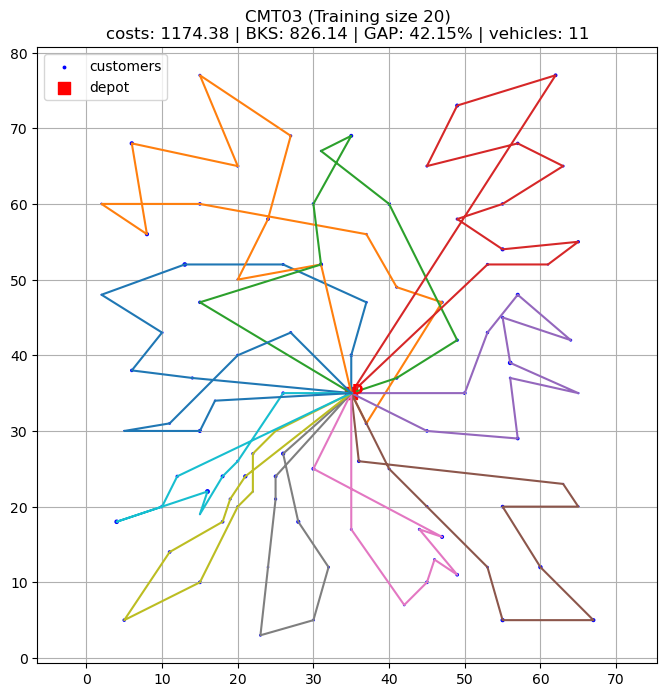 CMT03 (Training size 20)
costs: 1174.38 | BKS: 826.14 | GAP: 42.15% | vehicles: 11
customers
depot
80
70
60
50
40
30
20
10
0
0 10 20 30 40 50 60 70